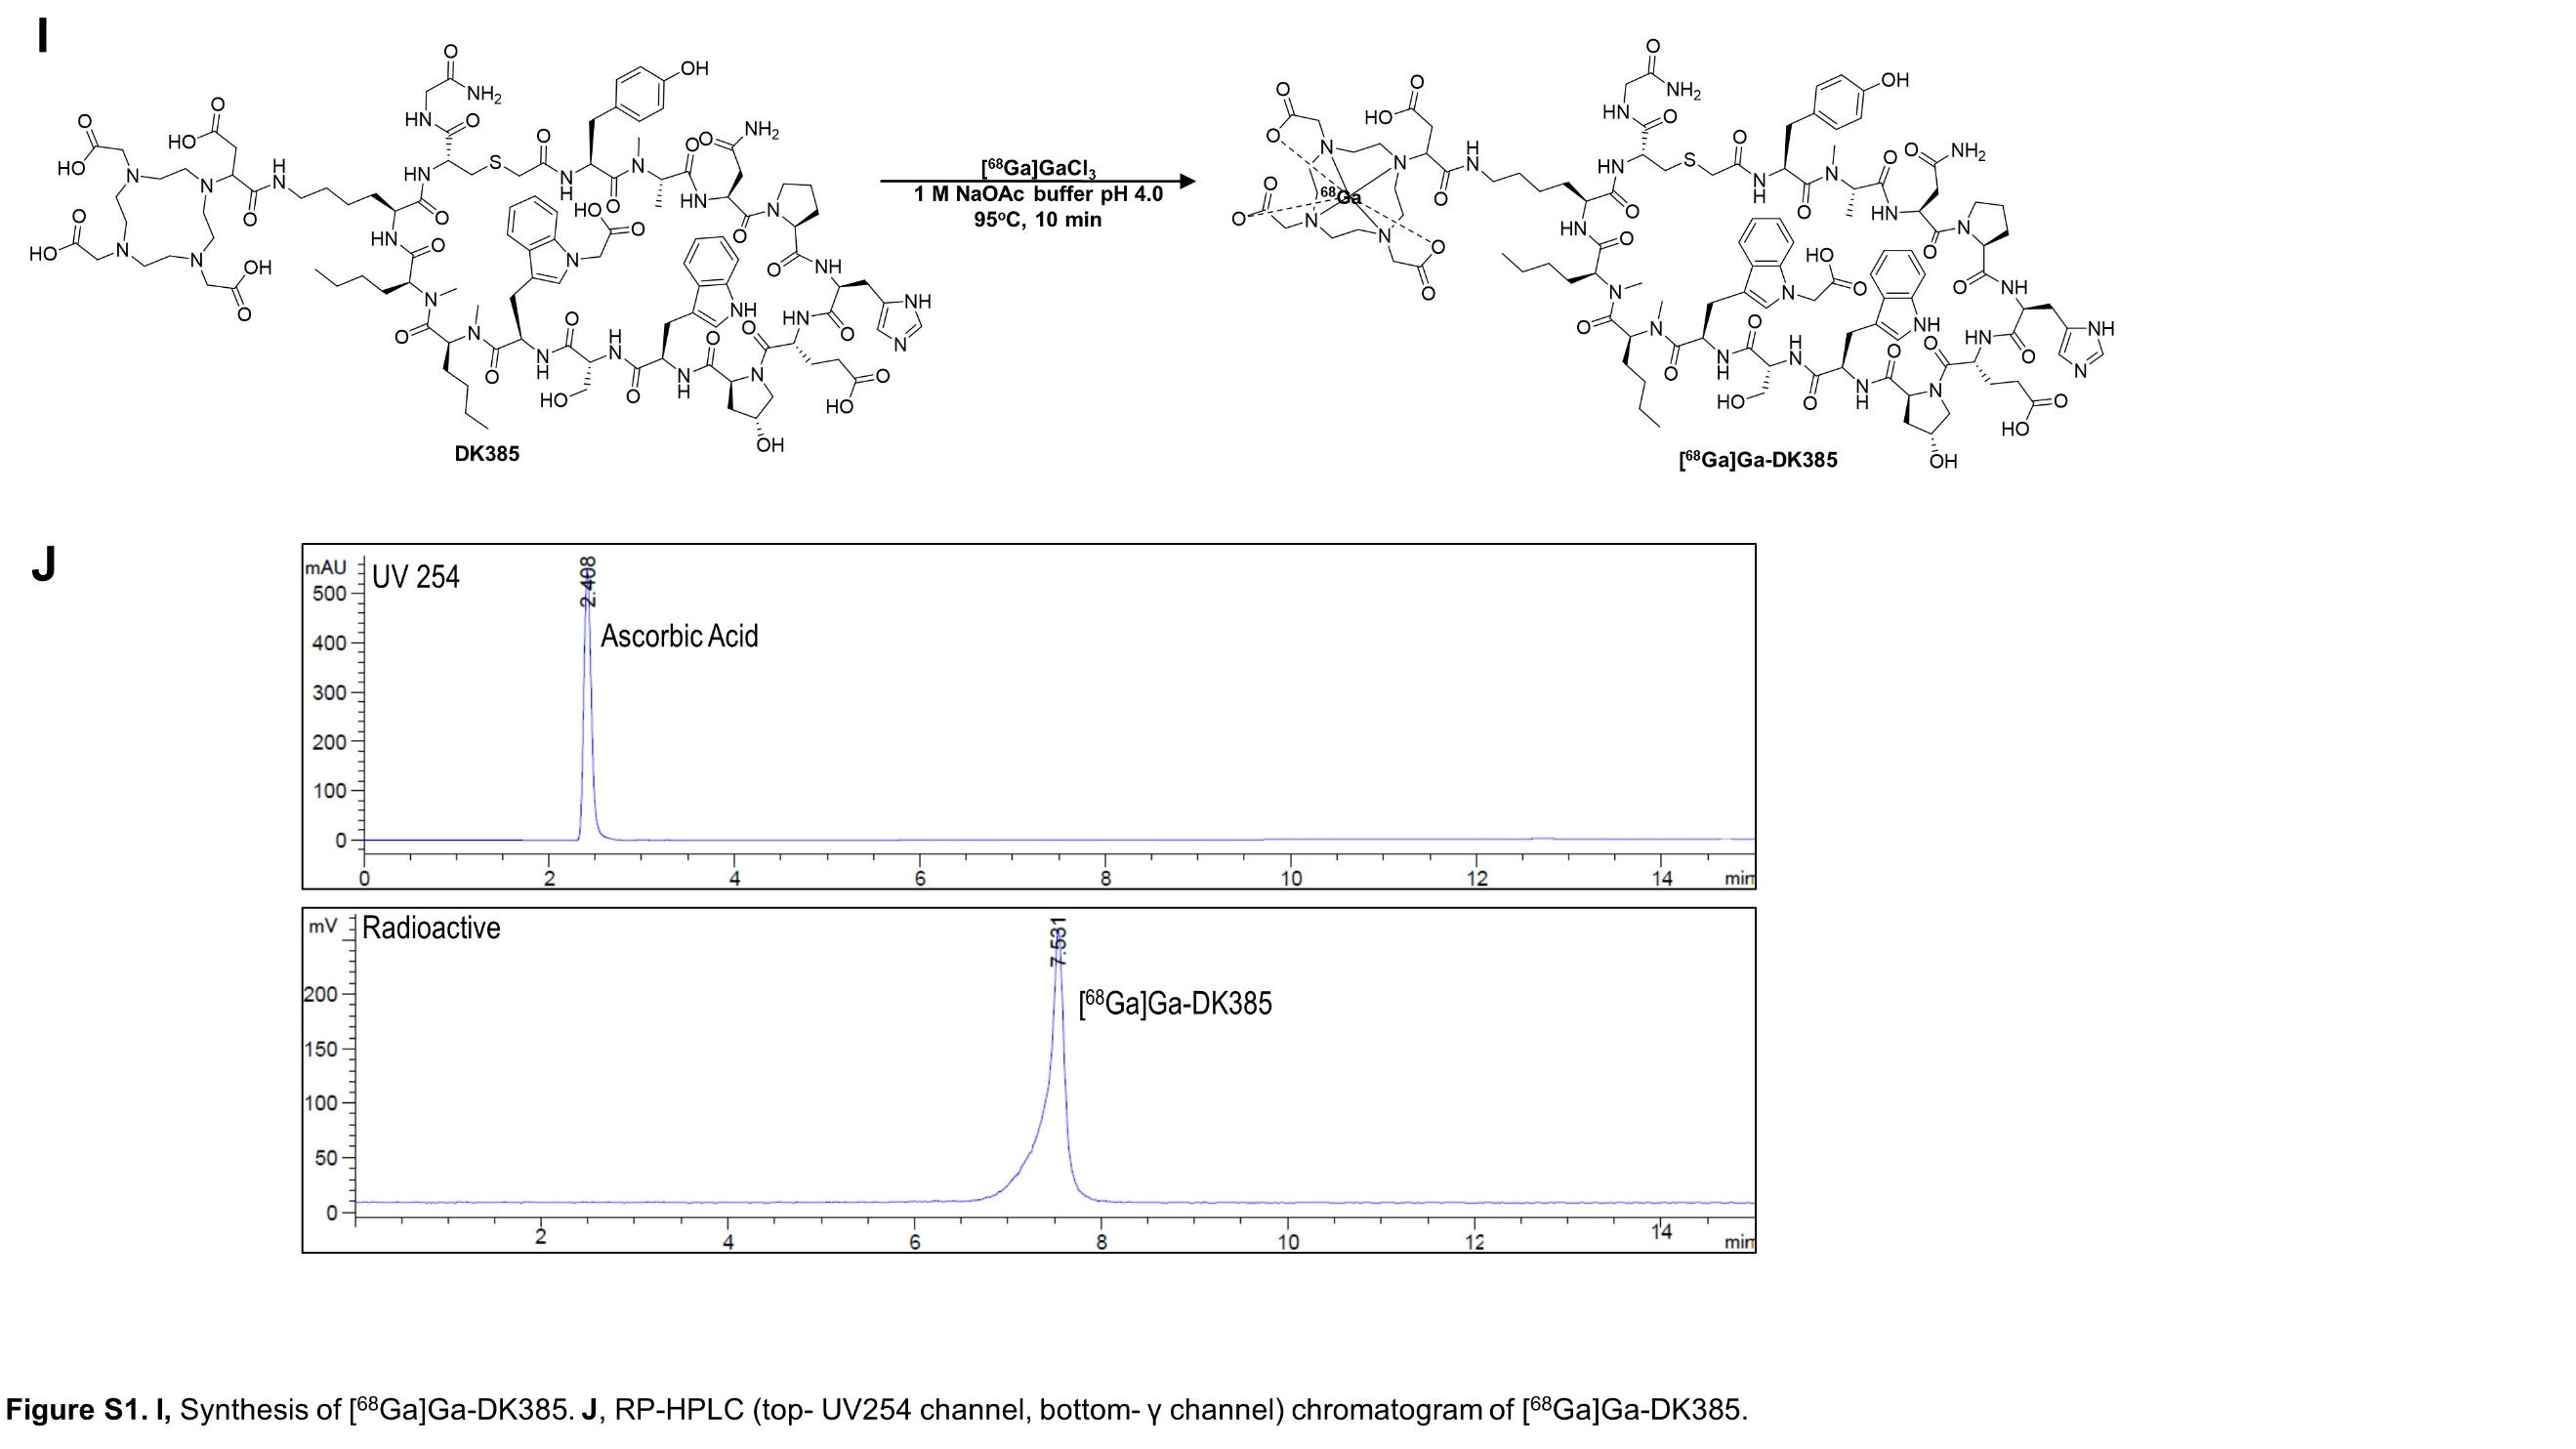 I
[⁶⁸Ga]GaCl₃
1 M NaOAc buffer pH 4.0
95ºC, 10 min
DK385
⁶⁸Ga
[⁶⁸Ga]Ga-DK385
J
mAU
UV 254
2.408
Ascorbic Acid
500
400
300
200
100
0
0 2 4 6 8 10 12 14 min
mV
Radioactive
7.531
[⁶⁸Ga]Ga-DK385
200
150
100
50
0
2 4 6 8 10 12 14 min
Figure S1. I, Synthesis of [⁶⁸Ga]Ga-DK385. J, RP-HPLC (top- UV254 channel, bottom- γ channel) chromatogram of [⁶⁸Ga]Ga-DK385.